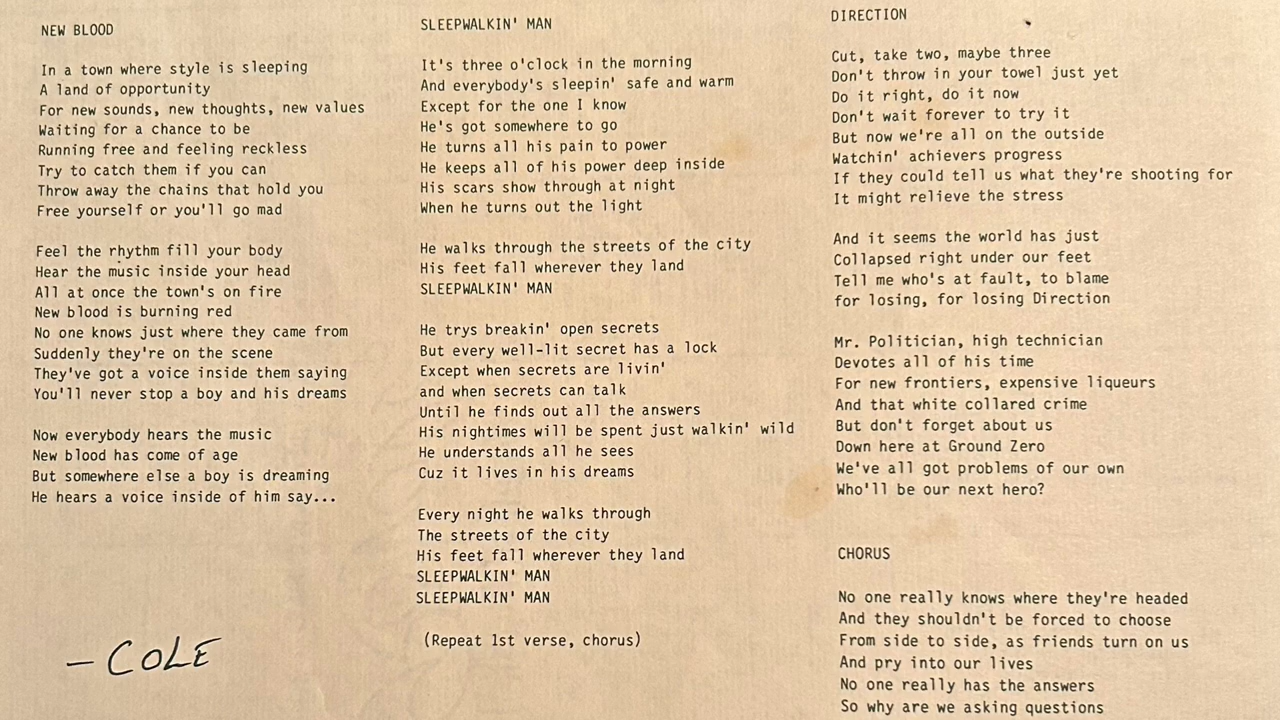 NEW BLOOD
In a town where style is sleeping
A land of opportunity
For new sounds, new thoughts, new values
Waiting for a chance to be
Running free and feeling reckless
Try to catch them if you can
Throw away the chains that hold you
Free yourself or you'll go mad
Feel the rhythm fill your body
Hear the music inside your head
All at once the town's on fire
New blood is burning red
No one knows just where they came from
Suddenly they're on the scene
They've got a voice inside them saying
You'll never stop a boy and his dreams
Now everybody hears the music
New blood has come of age
But somewhere else a boy is dreaming
He hears a voice inside of him say...
— COLE
SLEEPWALKIN' MAN
It's three o'clock in the morning
And everybody's sleepin' safe and warm
Except for the one I know
He's got somewhere to go
He turns all his pain to power
He keeps all of his power deep inside
His scars show through at night
When he turns out the light
He walks through the streets of the city
His feet fall wherever they land
SLEEPWALKIN' MAN
He trys breakin' open secrets
But every well-lit secret has a lock
Except when secrets are livin'
and when secrets can talk
Until he finds out all the answers
His nightimes will be spent just walkin' wild
He understands all he sees
Cuz it lives in his dreams
Every night he walks through
The streets of the city
His feet fall wherever they land
SLEEPWALKIN' MAN
SLEEPWALKIN' MAN
(Repeat 1st verse, chorus)
DIRECTION
Cut, take two, maybe three
Don't throw in your towel just yet
Do it right, do it now
Don't wait forever to try it
But now we're all on the outside
Watchin' achievers progress
If they could tell us what they're shooting for
It might relieve the stress
And it seems the world has just
Collapsed right under our feet
Tell me who's at fault, to blame
for losing, for losing Direction
Mr. Politician, high technician
Devotes all of his time
For new frontiers, expensive liqueurs
And that white collared crime
But don't forget about us
Down here at Ground Zero
We've all got problems of our own
Who'll be our next hero?
CHORUS
No one really knows where they're headed
And they shouldn't be forced to choose
From side to side, as friends turn on us
And pry into our lives
No one really has the answers
So why are we asking questions